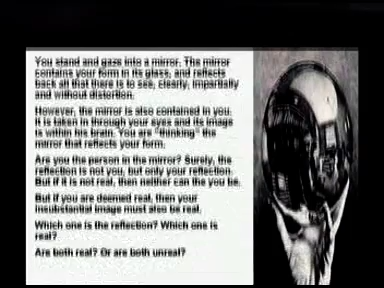 You stand and gaze into a mirror. The mirror
contains your form in its glass, and reflects
back all that there is to see, clearly, impartially
and without distortion.
However, the mirror is also contained in you.
It is taken in through your eyes and its image
is within his brain. You are "thinking" the
mirror that reflects your form.
Are you the person in the mirror? Surely, the
reflection is not you, but only your reflection.
But if it is not real, then neither can the you be.
But if you are deemed real, then your
insubstantial image must also be real.
Which one is the reflection? Which one is
real?
Are both real? Or are both unreal?